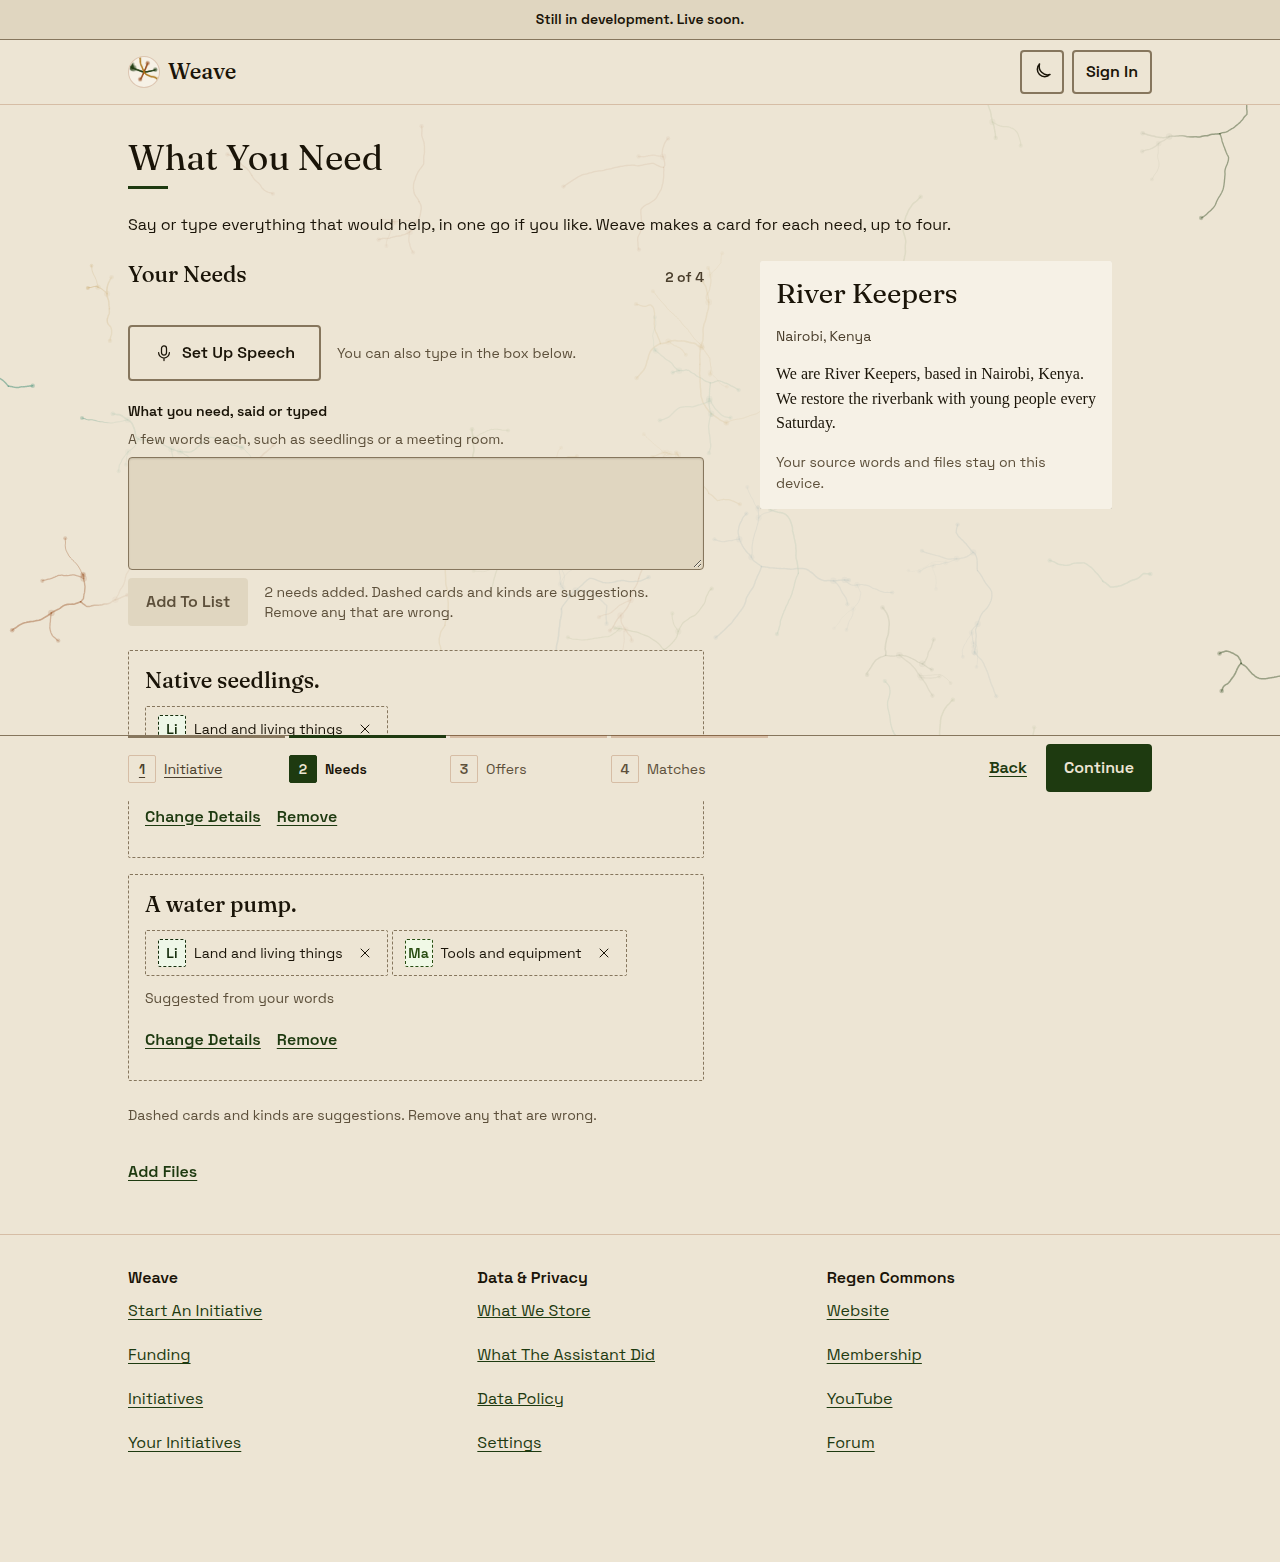 Still in development. Live soon.
Weave
Sign In
What You Need
Say or type everything that would help, in one go if you like. Weave makes a card for each need, up to four.
Your Needs
2 of 4
Set Up Speech
You can also type in the box below.
What you need, said or typed
A few words each, such as seedlings or a meeting room.
Add To List
2 needs added. Dashed cards and kinds are suggestions.
Remove any that are wrong.
River Keepers
Nairobi, Kenya
We are River Keepers, based in Nairobi, Kenya.
We restore the riverbank with young people every
Saturday.
Your source words and files stay on this
device.
Native seedlings.
Li
Land and living things
1
Initiative
2
Needs
3
Offers
4
Matches
Back
Continue
Change Details
Remove
A water pump.
Li
Land and living things
Ma
Tools and equipment
Suggested from your words
Change Details
Remove
Dashed cards and kinds are suggestions. Remove any that are wrong.
Add Files
Weave
Start An Initiative
Funding
Initiatives
Your Initiatives
Data & Privacy
What We Store
What The Assistant Did
Data Policy
Settings
Regen Commons
Website
Membership
YouTube
Forum